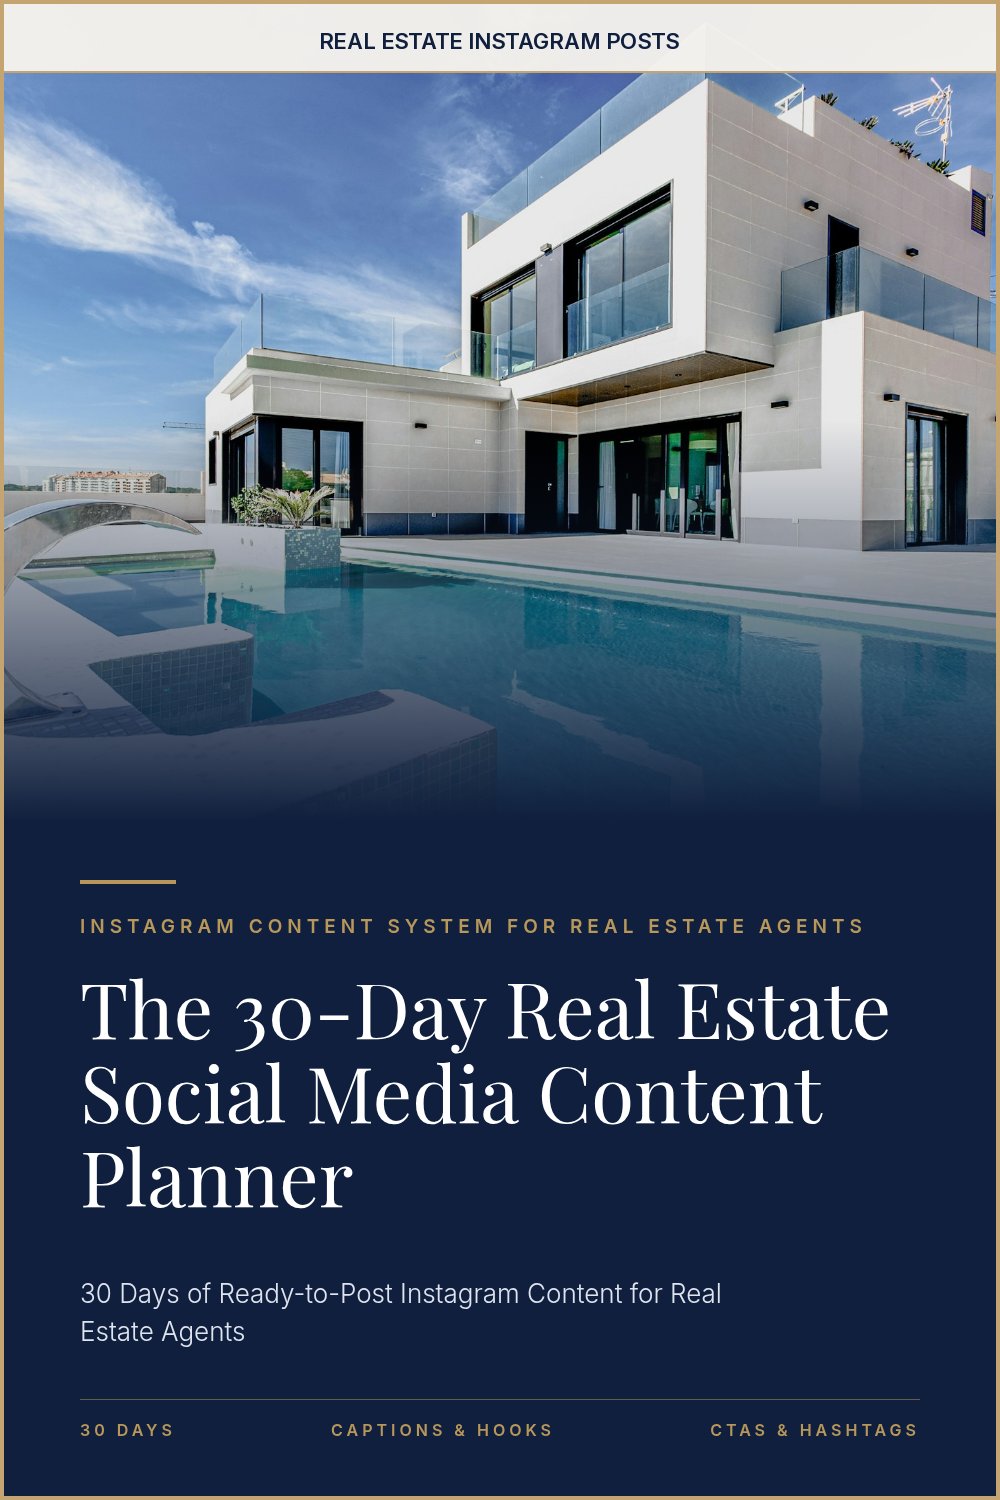 REAL ESTATE INSTAGRAM POSTS
INSTAGRAM CONTENT SYSTEM FOR REAL ESTATE AGENTS
The 30-Day Real Estate
Social Media Content
Planner
30 Days of Ready-to-Post Instagram Content for Real
Estate Agents
30 DAYS CAPTIONS & HOOKS CTAS & HASHTAGS